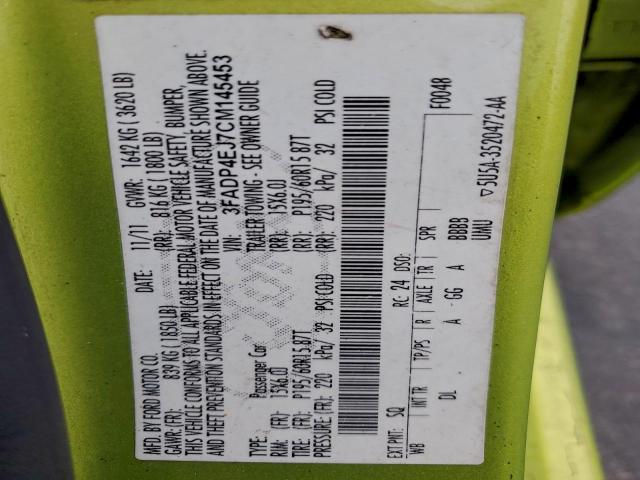 MFD. BY FORD MOTOR CO.
DATE: 11/11 GVWR: 1642 KG ( 3620 LB)
GAWR: (FR): 839 KG ( 1850 LB) (RR): 816 KG ( 1800 LB)
THIS VEHICLE CONFORMS TO ALL APPLICABLE FEDERAL MOTOR VEHICLE SAFETY, BUMPER,
AND THEFT PREVENTION STANDARDS IN EFFECT ON THE DATE OF MANUFACTURE SHOWN ABOVE.
VIN: 3FADP4EJ7CM145453
TYPE: Passenger Car TRAILER TOWING - SEE OWNER GUIDE
RIM: (FR): 15X6.0J (RR): 15X6.0J
TIRE: (FR): P195/60R15 87T (RR): P195/60R15 87T
PRESSURE: (FR): 220 kPa/ 32 PSI COLD (RR): 220 kPa/ 32 PSI COLD
EXT PNT: SQ RC: 24 DSO: F0048
WB INT TR TP/PS R AXLE TR SPR
DL A GG A BBBB
UMU
5U5A-3520472-AA